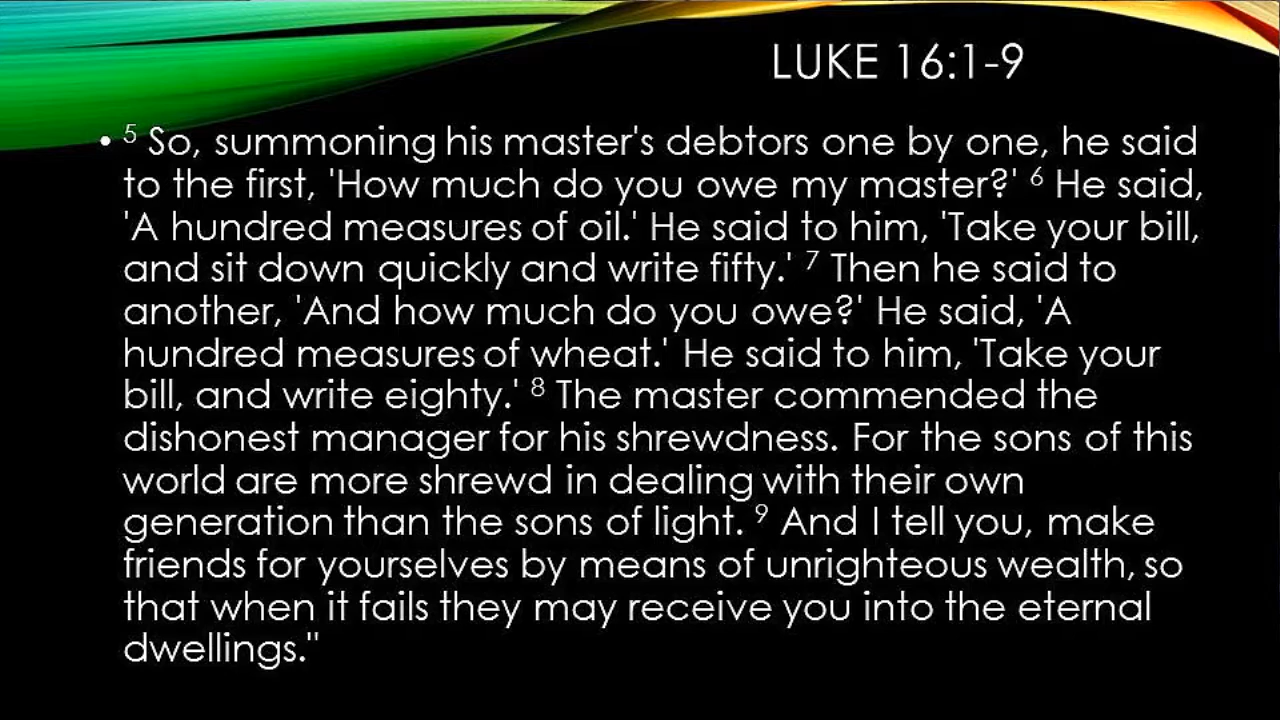 LUKE 16:1-9
• 5 So, summoning his master's debtors one by one, he said
to the first, 'How much do you owe my master?' 6 He said,
'A hundred measures of oil.' He said to him, 'Take your bill,
and sit down quickly and write fifty.' 7 Then he said to
another, 'And how much do you owe?' He said, 'A
hundred measures of wheat.' He said to him, 'Take your
bill, and write eighty.' 8 The master commended the
dishonest manager for his shrewdness. For the sons of this
world are more shrewd in dealing with their own
generation than the sons of light. 9 And I tell you, make
friends for yourselves by means of unrighteous wealth, so
that when it fails they may receive you into the eternal
dwellings."